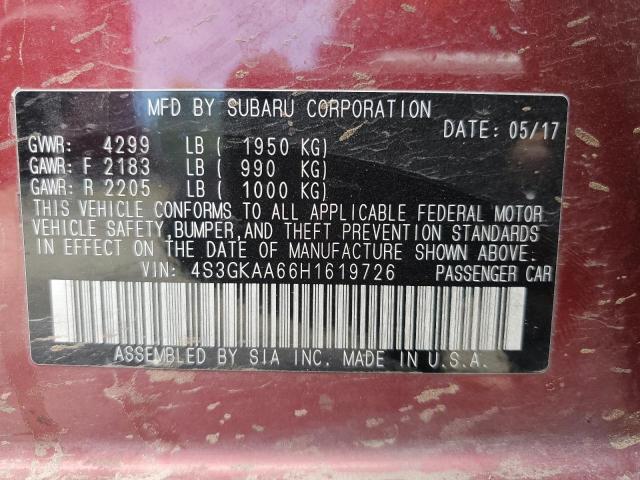 MFD BY SUBARU CORPORATION
DATE: 05/17
GVWR: 4299 LB ( 1950 KG)
GAWR: F 2183 LB ( 990 KG)
GAWR: R 2205 LB ( 1000 KG)
THIS VEHICLE CONFORMS TO ALL APPLICABLE FEDERAL MOTOR
VEHICLE SAFETY, BUMPER, AND THEFT PREVENTION STANDARDS
IN EFFECT ON THE DATE OF MANUFACTURE SHOWN ABOVE.
VIN: 4S3GKAA66H1619726 PASSENGER CAR
ASSEMBLED BY SIA INC. MADE IN U.S.A.